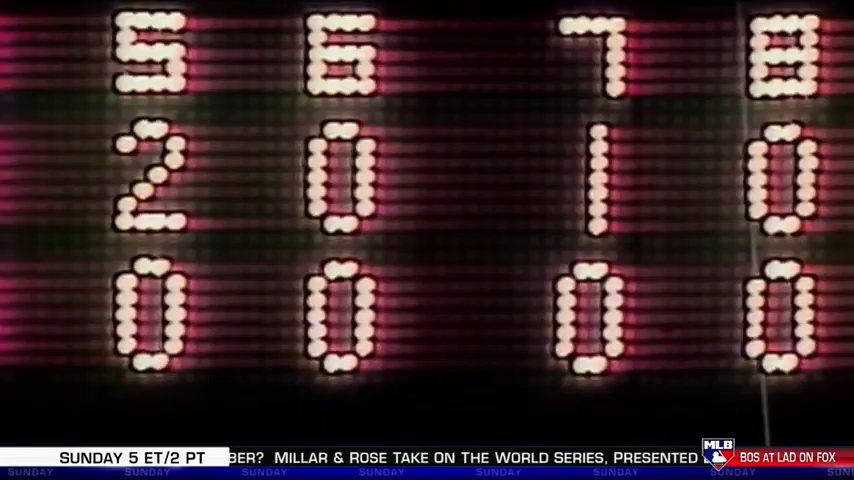 5 6 7 8
2 0 1 0
0 0 0 0
SUNDAY 5 ET/2 PT BER? MILLAR & ROSE TAKE ON THE WORLD SERIES, PRESENTED MLB BOS AT LAD ON FOX
SUNDAY SUNDAY SUNDAY SUNDAY SUNDAY SUNDAY SUNDAY